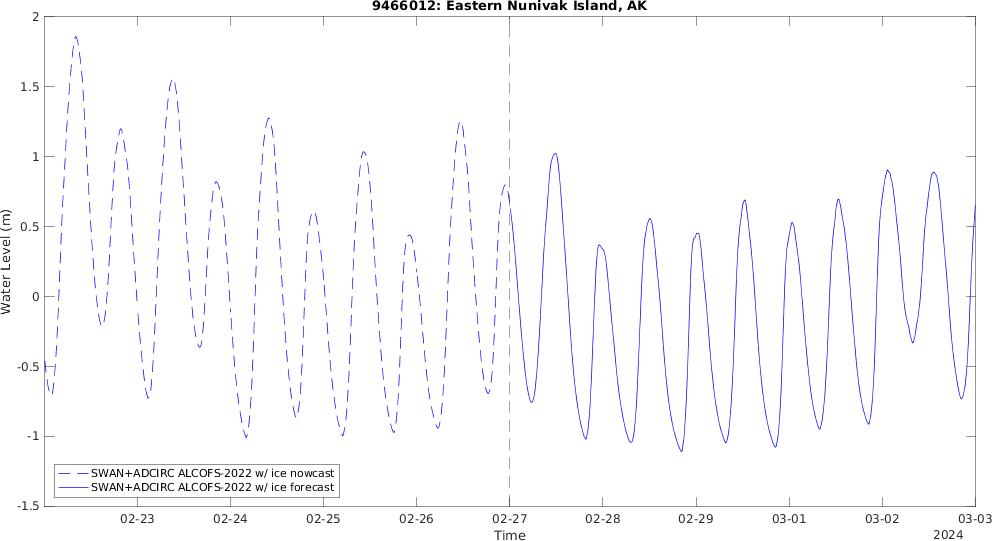 9466012: Eastern Nunivak Island, AK
Water Level (m)
2
1.5
1
0.5
0
-0.5
-1
-1.5
SWAN+ADCIRC ALCOFS-2022 w/ ice nowcast
SWAN+ADCIRC ALCOFS-2022 w/ ice forecast
02-23 02-24 02-25 02-26 02-27 02-28 02-29 03-01 03-02 03-03
Time
2024